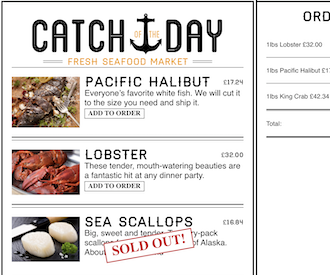 CATCH OF THE DAY
FRESH SEAFOOD MARKET
PACIFIC HALIBUT £17.24
Everyone's favorite white fish. We will cut it
to the size you need and ship it.
ADD TO ORDER
LOBSTER £32.00
These tender, mouth-watering beauties are
a fantastic hit at any dinner party.
ADD TO ORDER
SEA SCALLOPS £16.84
Big, sweet and tender. -pack
of Alaska.
SOLD OUT!
ORD
1lbs Lobster £32.00
1lbs Pacific Halibut £17
1lbs King Crab £42.34
Total: